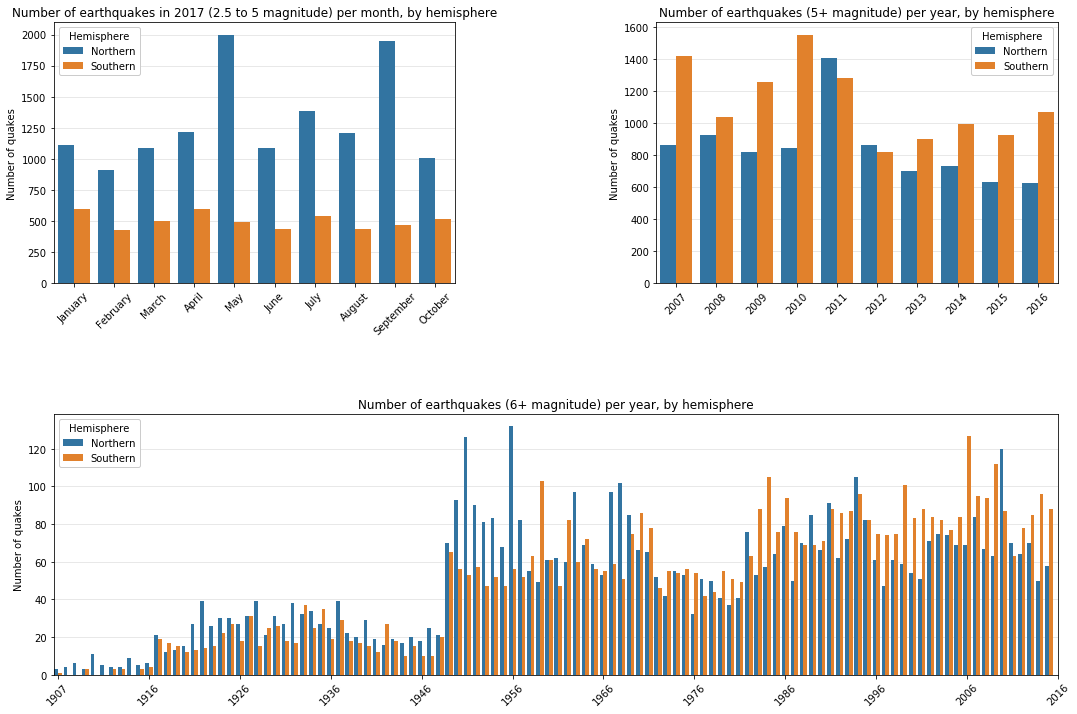 Number of earthquakes in 2017 (2.5 to 5 magnitude) per month, by hemisphere
Number of quakes
2000
1750
1500
1250
1000
750
500
250
0
Hemisphere
Northern
Southern
January
February
March
April
May
June
July
August
September
October
Number of earthquakes (5+ magnitude) per year, by hemisphere
Number of quakes
1600
1400
1200
1000
800
600
400
200
0
Hemisphere
Northern
Southern
2007
2008
2009
2010
2011
2012
2013
2014
2015
2016
Number of earthquakes (6+ magnitude) per year, by hemisphere
Number of quakes
120
100
80
60
40
20
0
Hemisphere
Northern
Southern
1907
1916
1926
1936
1946
1956
1966
1976
1986
1996
2006
2016